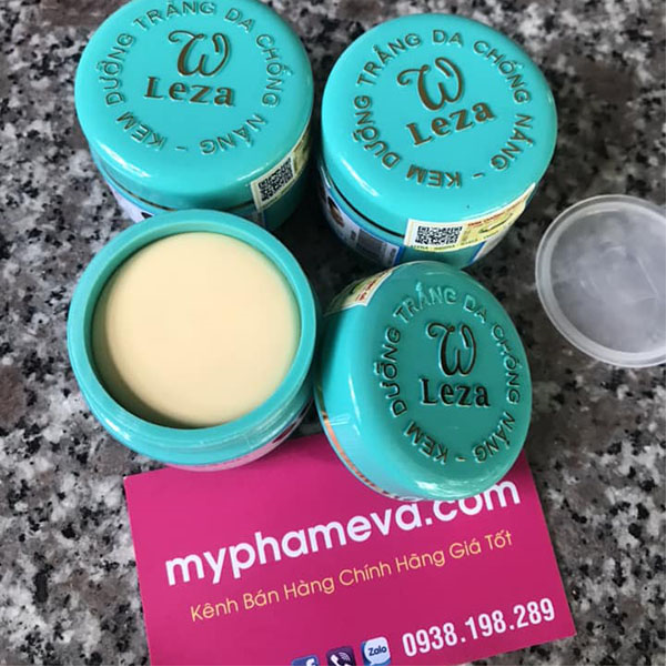 KEM DƯỠNG TRẮNG DA CHỐNG NẮNG -
W
Leza
KEM DƯỠNG TRẮNG DA CHỐNG NẮNG -
W
Leza
KEM DƯỠNG TRẮNG DA CHỐNG NẮNG -
W
Leza
myphameva.com
Kênh Bán Hàng Chính Hãng Giá Tốt
f
Zalo
0938.198.289